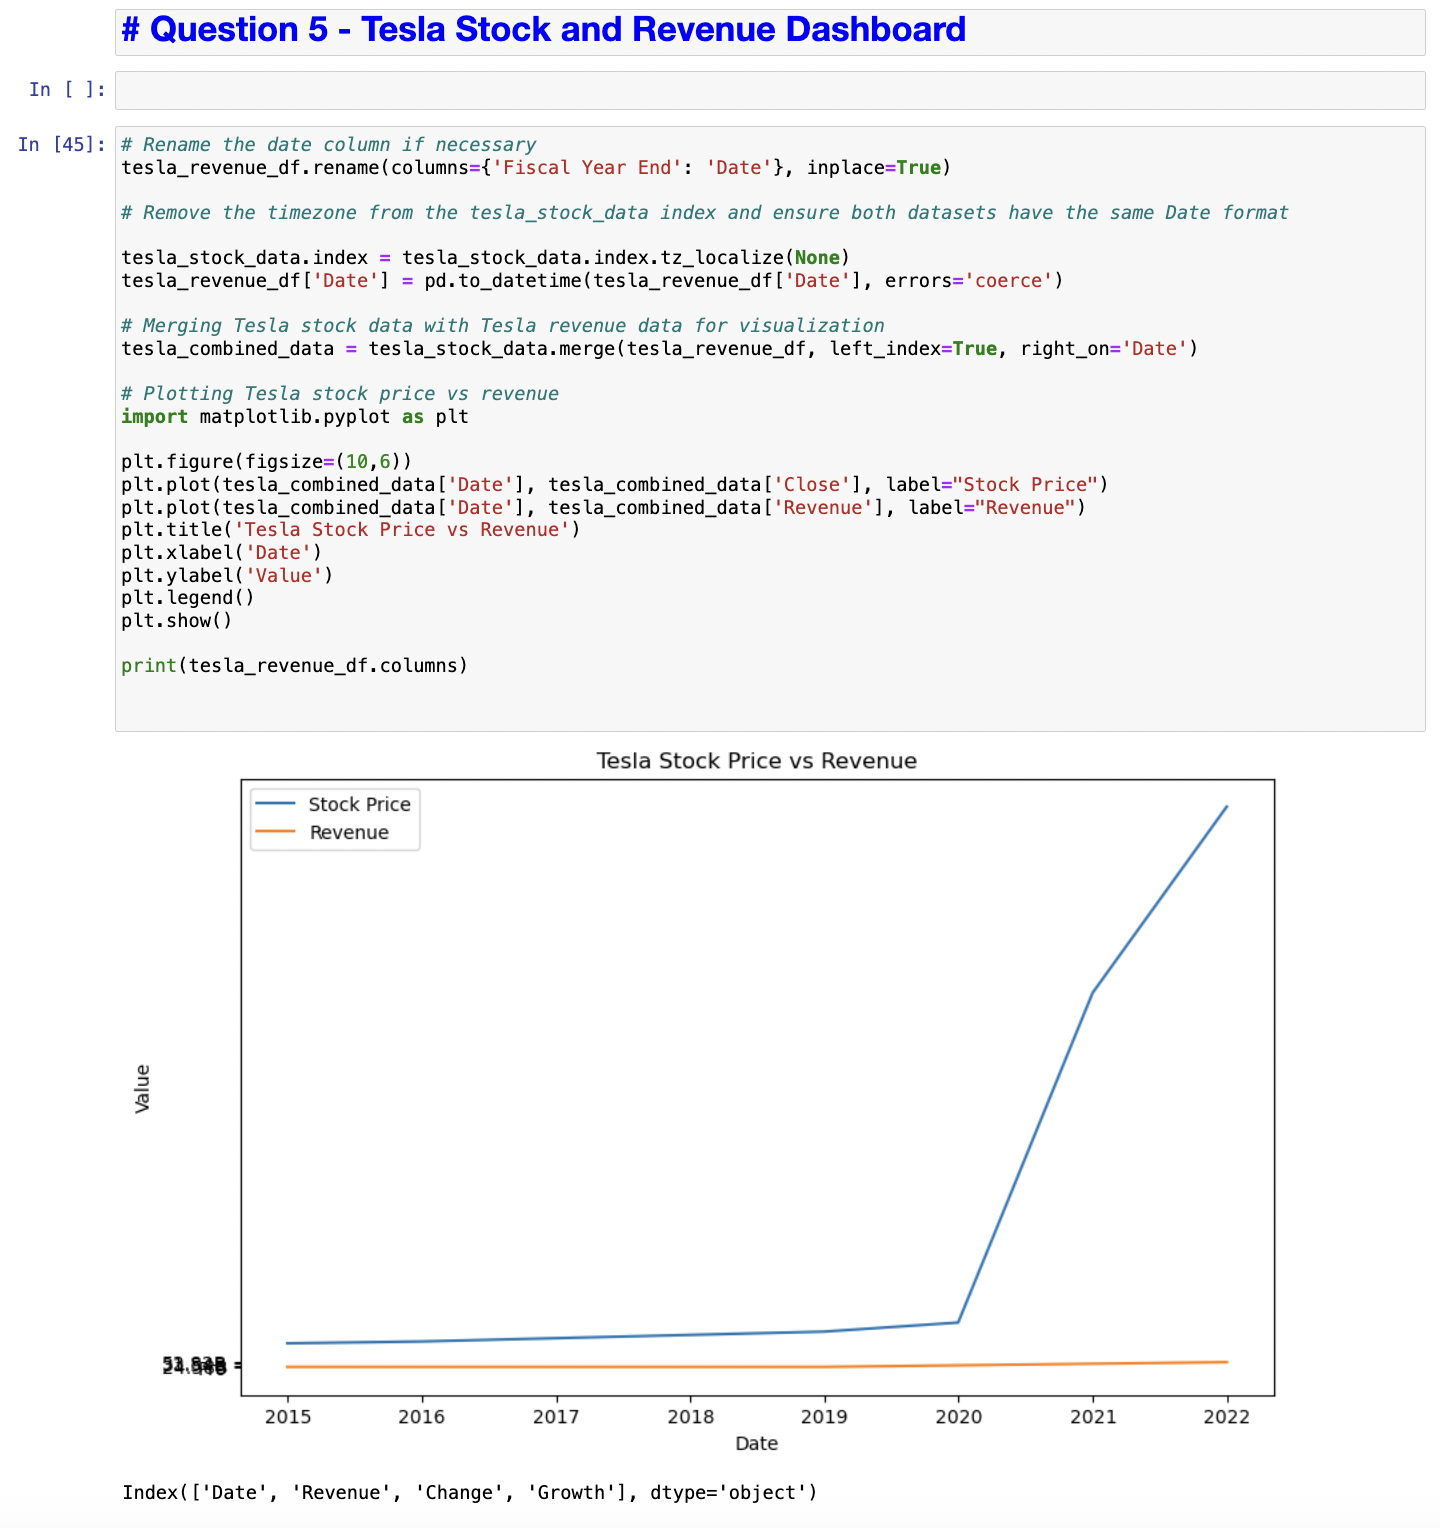 # Question 5 - Tesla Stock and Revenue Dashboard
In [ ]:
In [45]:
# Rename the date column if necessary
tesla_revenue_df.rename(columns={'Fiscal Year End': 'Date'}, inplace=True)
# Remove the timezone from the tesla_stock_data index and ensure both datasets have the same Date format
tesla_stock_data.index = tesla_stock_data.index.tz_localize(None)
tesla_revenue_df['Date'] = pd.to_datetime(tesla_revenue_df['Date'], errors='coerce')
# Merging Tesla stock data with Tesla revenue data for visualization
tesla_combined_data = tesla_stock_data.merge(tesla_revenue_df, left_index=True, right_on='Date')
# Plotting Tesla stock price vs revenue
import matplotlib.pyplot as plt
plt.figure(figsize=(10,6))
plt.plot(tesla_combined_data['Date'], tesla_combined_data['Close'], label="Stock Price")
plt.plot(tesla_combined_data['Date'], tesla_combined_data['Revenue'], label="Revenue")
plt.title('Tesla Stock Price vs Revenue')
plt.xlabel('Date')
plt.ylabel('Value')
plt.legend()
plt.show()
print(tesla_revenue_df.columns)
Tesla Stock Price vs Revenue
Stock Price
Revenue
Value
2015 2016 2017 2018 2019 2020 2021 2022
Date
Index(['Date', 'Revenue', 'Change', 'Growth'], dtype='object')